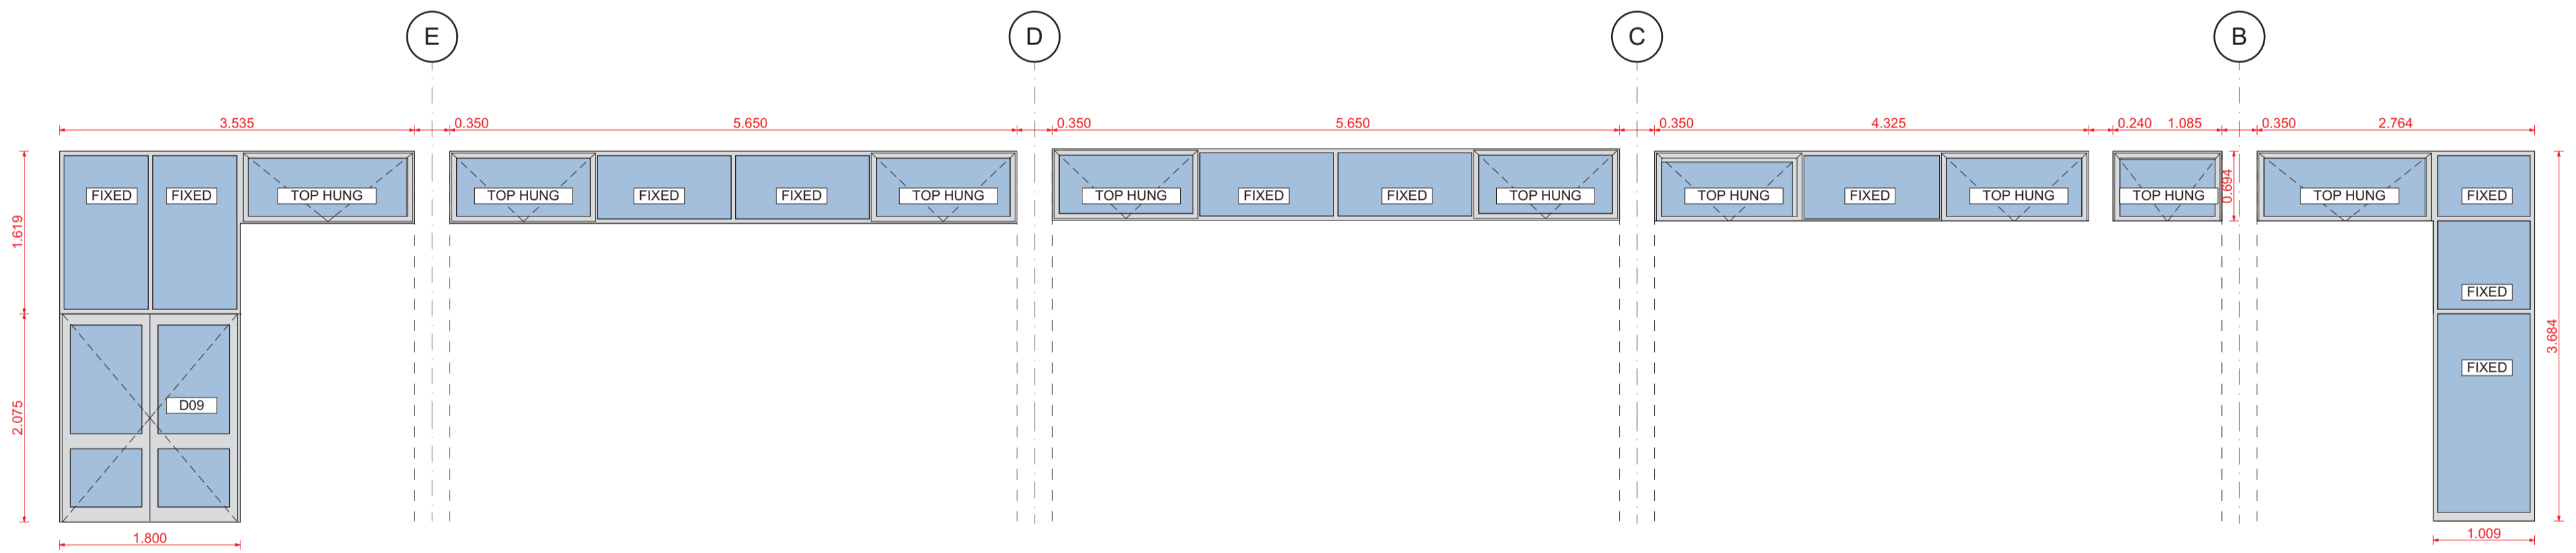 E D C B
3.535 0.350 5.650 0.350 5.650 0.350 4.325 0.240 1.085 0.350 2.764
FIXED FIXED TOP HUNG TOP HUNG FIXED FIXED TOP HUNG TOP HUNG FIXED FIXED TOP HUNG TOP HUNG FIXED TOP HUNG TOP HUNG 0.694 TOP HUNG FIXED
1.619
FIXED
3.684
FIXED
2.075
D09
1.800 1.009